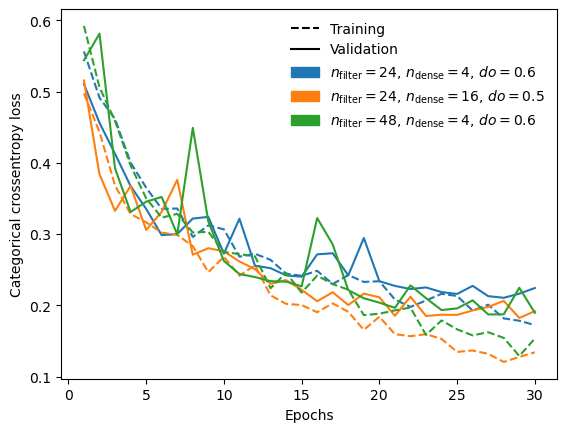 0.6
0.5
0.4
0.3
0.2
0.1
Categorical crossentropy loss
Training
Validation
n_filter = 24, n_dense = 4, do = 0.6
n_filter = 24, n_dense = 16, do = 0.5
n_filter = 48, n_dense = 4, do = 0.6
0 5 10 15 20 25 30
Epochs